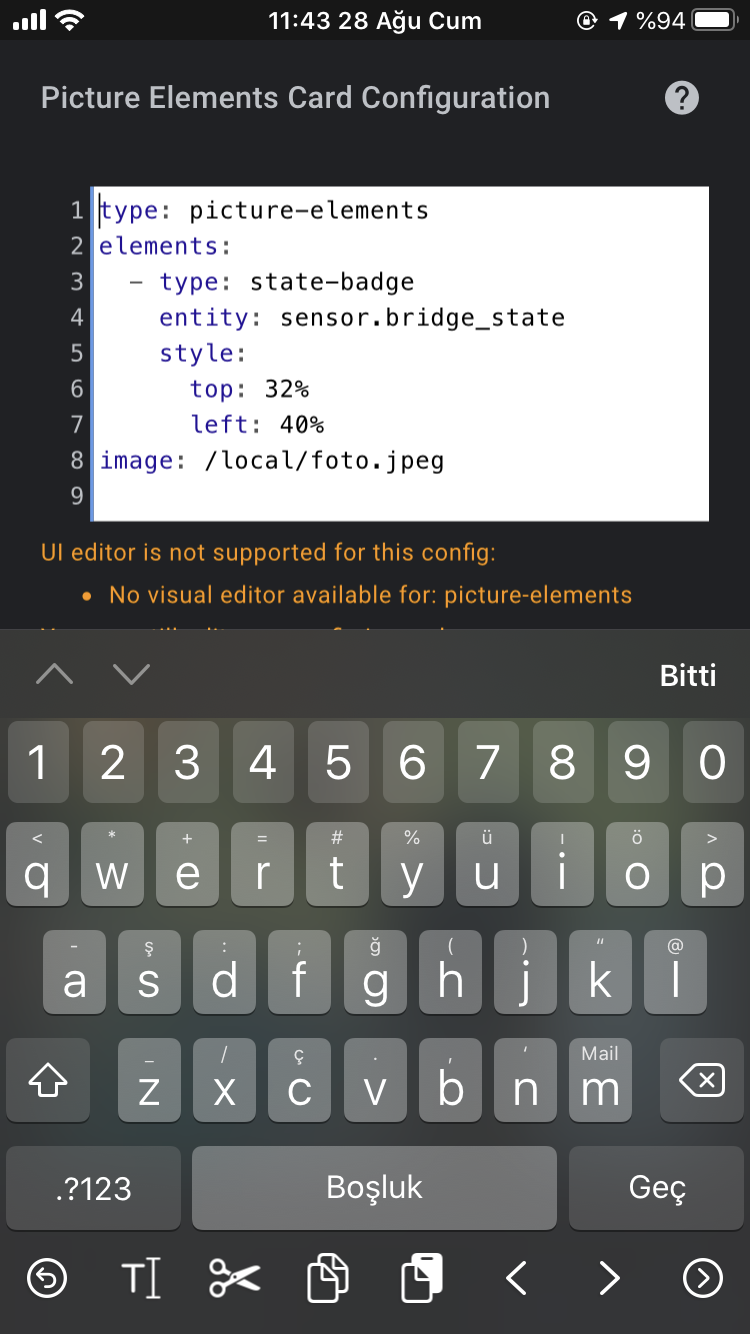 11:43 28 Ağu Cum
%94
Picture Elements Card Configuration
?
1 type: picture-elements
2 elements:
3   - type: state-badge
4     entity: sensor.bridge_state
5     style:
6       top: 32%
7       left: 40%
8 image: /local/foto.jpeg
9
UI editor is not supported for this config:
• No visual editor available for: picture-elements
Bitti
1 2 3 4 5 6 7 8 9 0
< * + = # % ü ı ö >
q w e r t y u i o p
- ş : ; ğ ( ) “ @
a s d f g h j k l
_ / ç . , ‘ Mail
z x c v b n m
.?123 Boşluk Geç
T